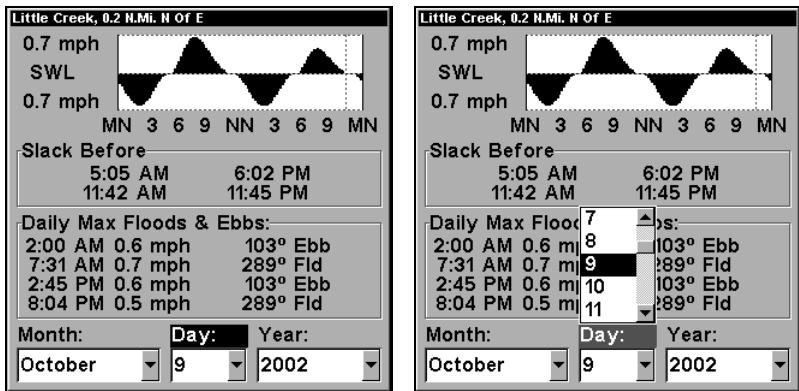 Little Creek, 0.2 N.Mi. N Of E
0.7 mph
SWL
0.7 mph
MN 3 6 9 NN 3 6 9 MN
Slack Before
5:05 AM 6:02 PM
11:42 AM 11:45 PM
Daily Max Floods & Ebbs:
2:00 AM 0.6 mph 103º Ebb
7:31 AM 0.7 mph 289º Fld
2:45 PM 0.6 mph 103º Ebb
8:04 PM 0.5 mph 289º Fld
Month: Day: Year:
October 9 2002
Little Creek, 0.2 N.Mi. N Of E
0.7 mph
SWL
0.7 mph
MN 3 6 9 NN 3 6 9 MN
Slack Before
5:05 AM 6:02 PM
11:42 AM 11:45 PM
Daily Max Floo bs:
2:00 AM 0.6 m 103º Ebb
7:31 AM 0.7 m 289º Fld
2:45 PM 0.6 m 103º Ebb
8:04 PM 0.5 m 289º Fld
7
8
9
10
11
Month: Day: Year:
October 9 2002